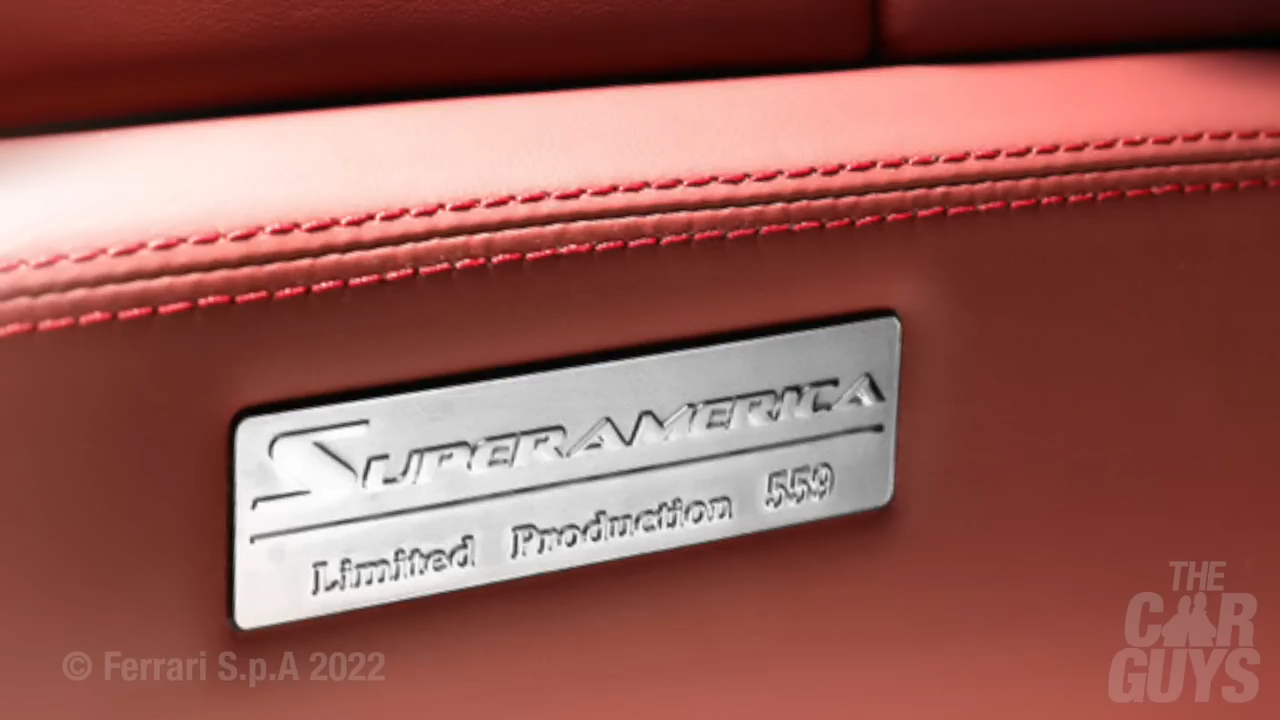 SUPERAMERICA
Limited Production 559
© Ferrari S.p.A 2022
THE
CAR
GUYS